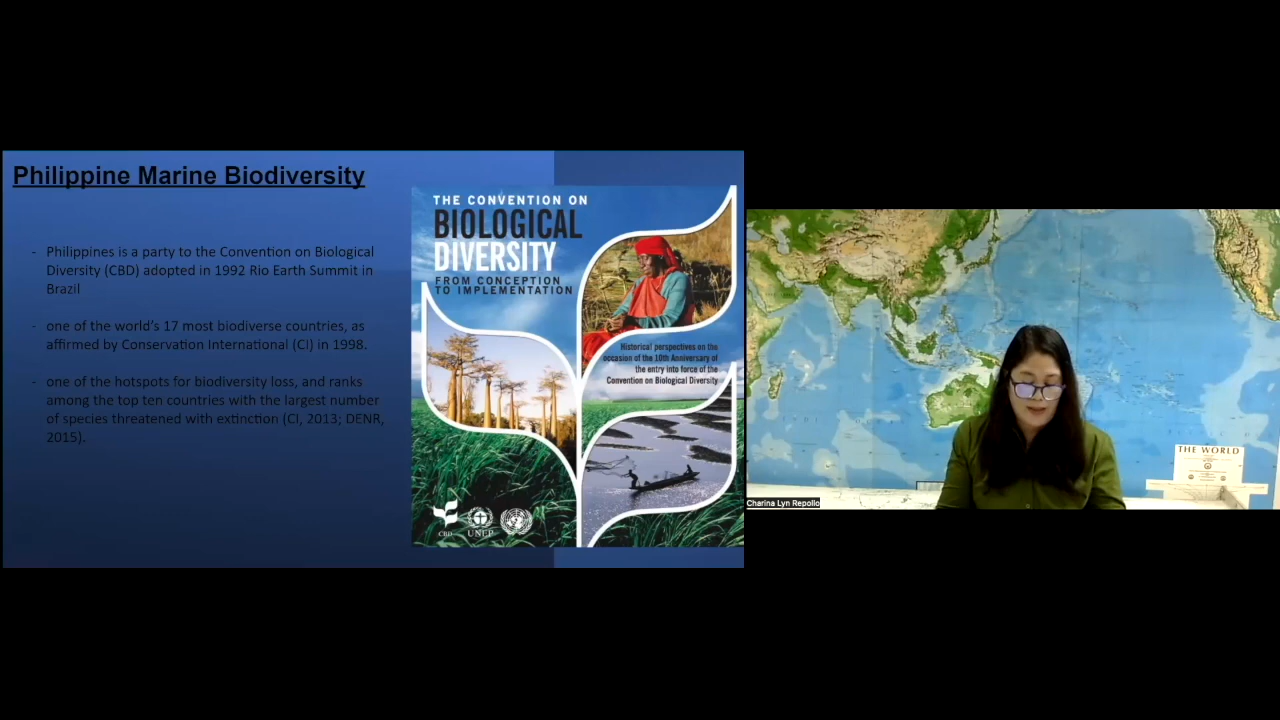 Philippine Marine Biodiversity
- Philippines is a party to the Convention on Biological
Diversity (CBD) adopted in 1992 Rio Earth Summit in
Brazil
- one of the world's 17 most biodiverse countries, as
affirmed by Conservation International (CI) in 1998.
- one of the hotspots for biodiversity loss, and ranks
among the top ten countries with the largest number
of species threatened with extinction (CI, 2013; DENR,
2015).
THE CONVENTION ON
BIOLOGICAL
DIVERSITY
FROM CONCEPTION
TO IMPLEMENTATION
Historical perspectives on the
occasion of the 10th Anniversary of
the entry into force of the
Convention on Biological Diversity
CBD
UNEP
THE WORLD
Charina Lyn Repollo